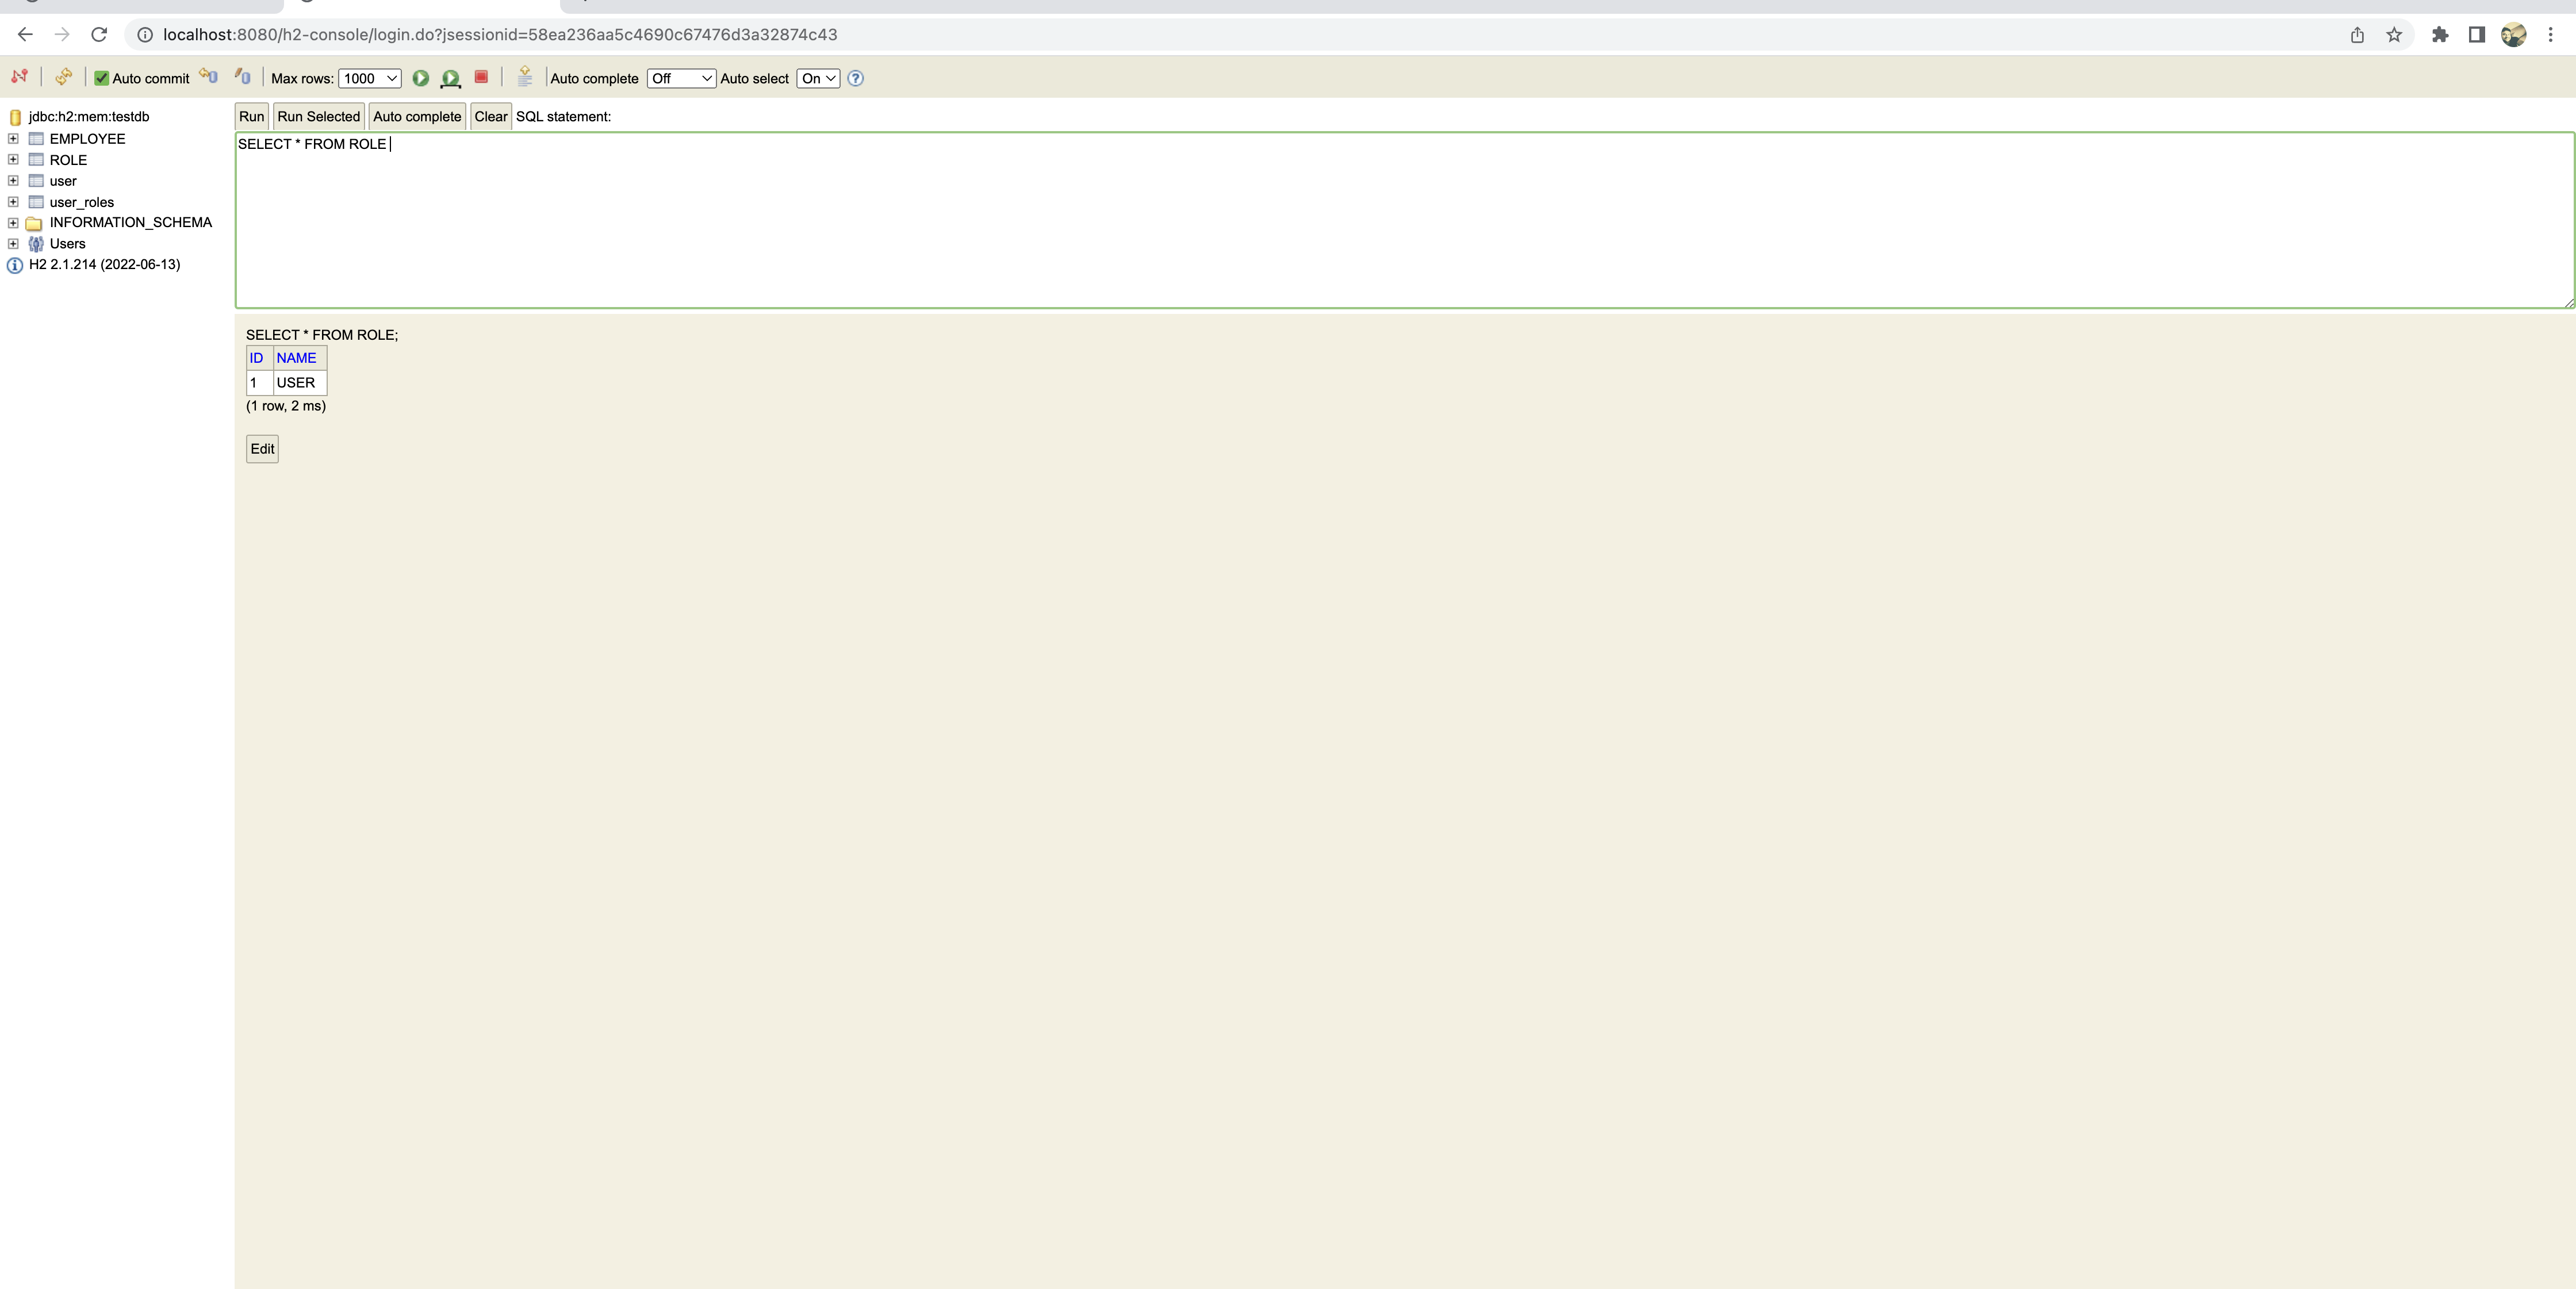 localhost:8080/h2-console/login.do?jsessionid=58ea236aa5c4690c67476d3a32874c43
Auto commit Max rows: 1000 Auto complete Off Auto select On
jdbc:h2:mem:testdb
EMPLOYEE
ROLE
user
user_roles
INFORMATION_SCHEMA
Users
H2 2.1.214 (2022-06-13)
Run Run Selected Auto complete Clear SQL statement:
SELECT * FROM ROLE
SELECT * FROM ROLE;
ID NAME
1 USER
(1 row, 2 ms)
Edit